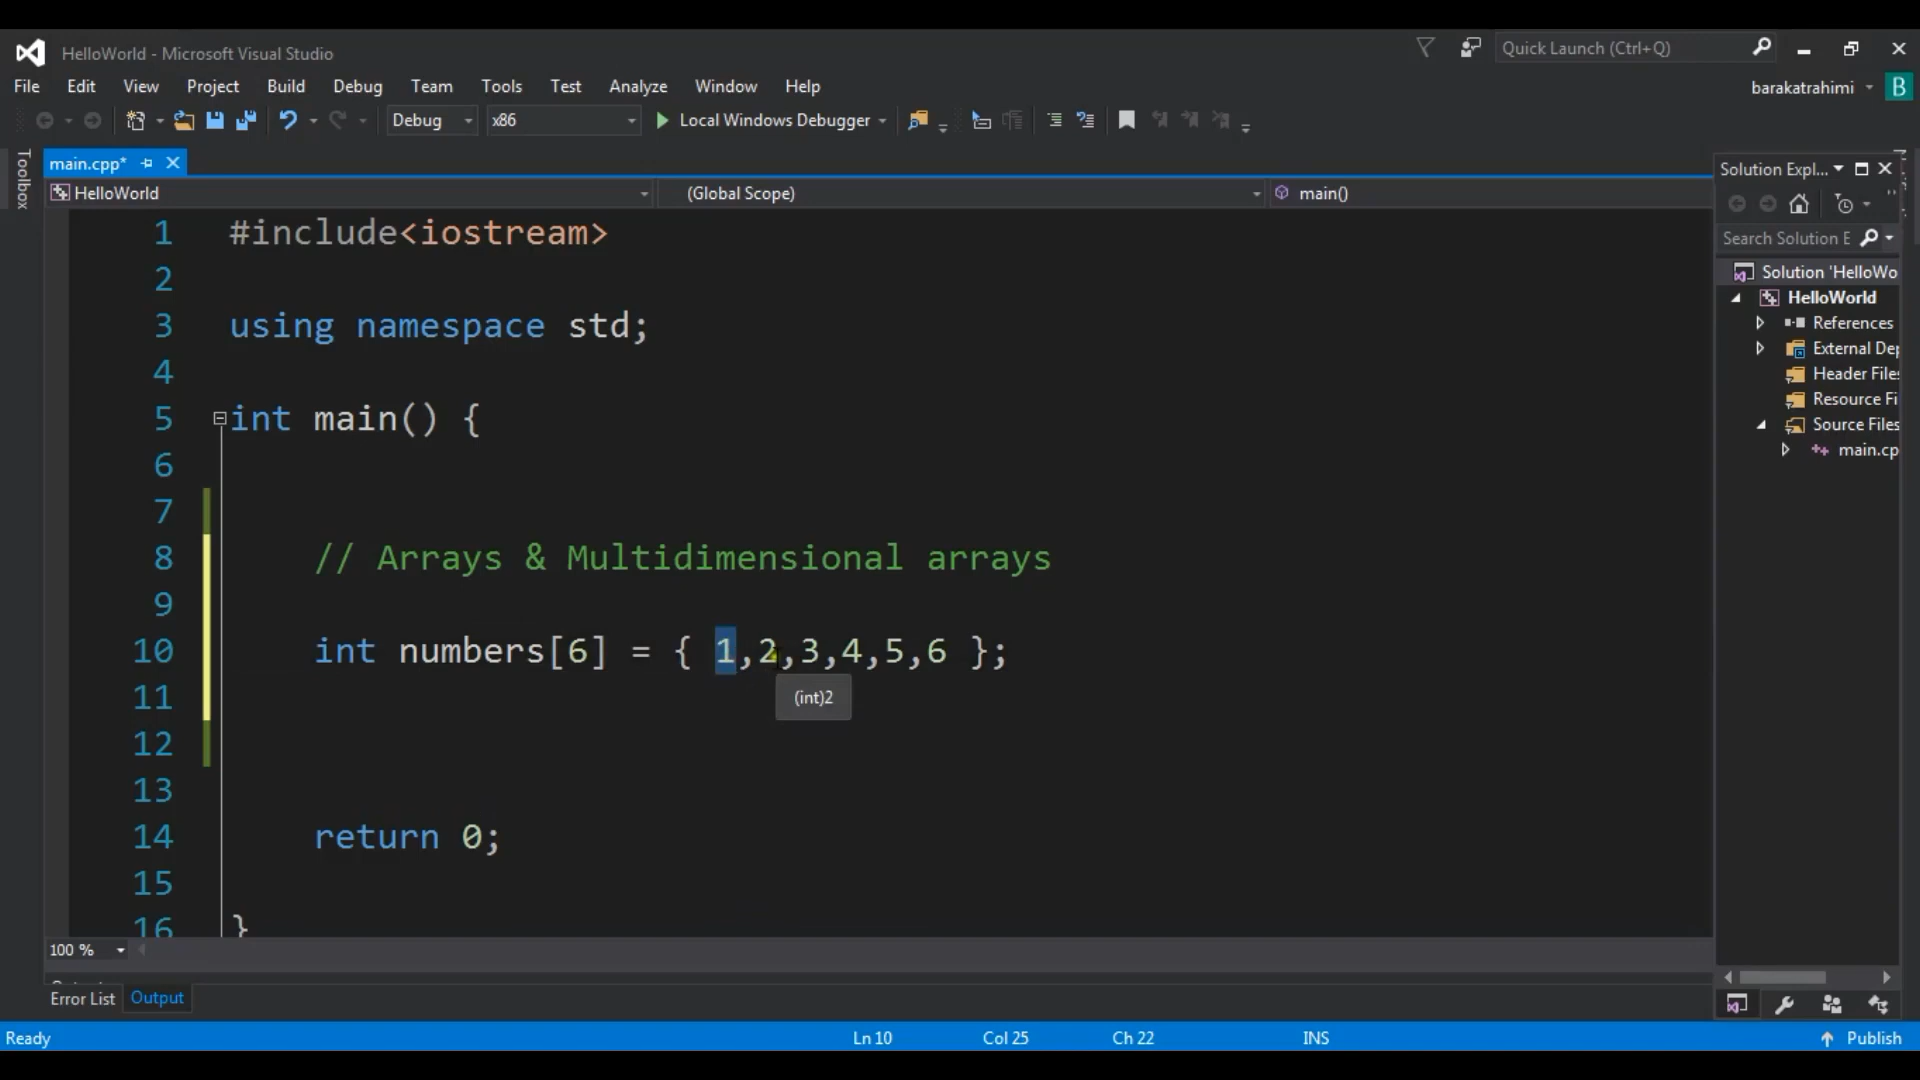 HelloWorld - Microsoft Visual Studio
Quick Launch (Ctrl+Q)
File Edit View Project Build Debug Team Tools Test Analyze Window Help
barakatrahimi B
Debug x86 Local Windows Debugger
Toolbox
main.cpp*
HelloWorld (Global Scope) main()
1 #include<iostream>
2
3 using namespace std;
4
5 int main() {
6
7
8 // Arrays & Multidimensional arrays
9
10 int numbers[6] = { 1,2,3,4,5,6 };
(int)2
11
12
13
14 return 0;
15
16 }
100 %
Error List Output
Solution Expl...
Search Solution E
Solution 'HelloWo
HelloWorld
References
External Dep
Header Files
Resource Fi
Source Files
main.cp
Ready Ln 10 Col 25 Ch 22 INS Publish